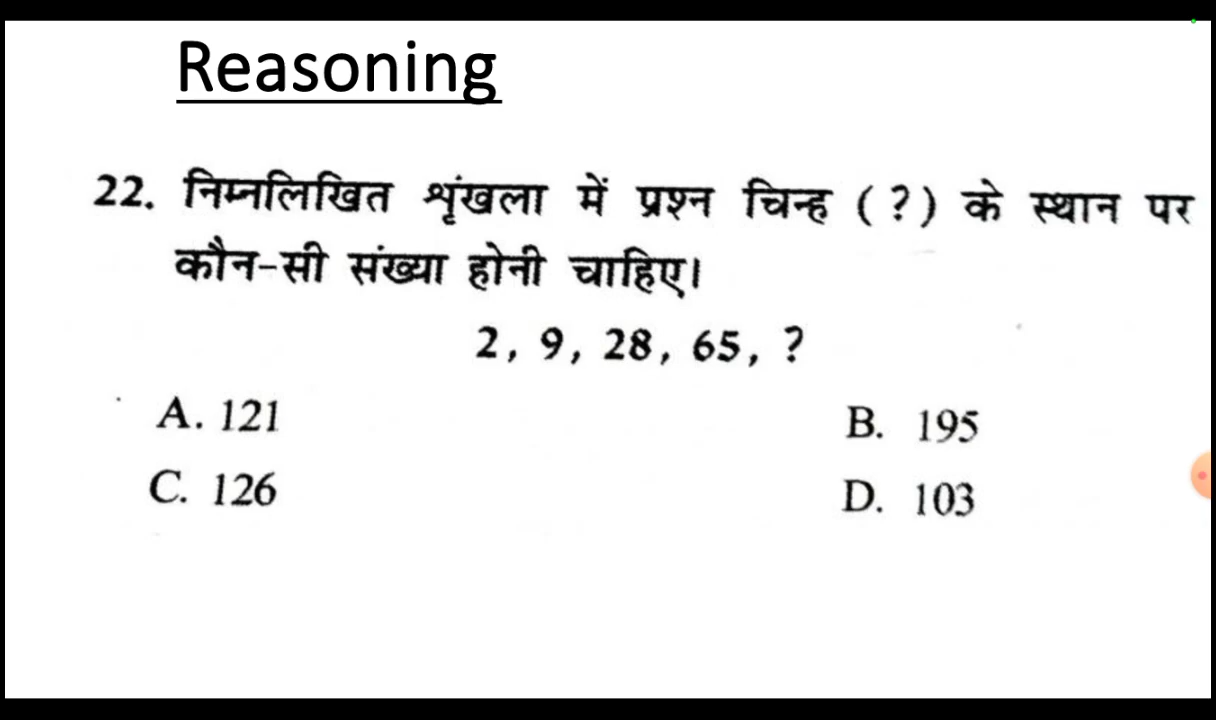 Reasoning
22. निम्नलिखित श्रृंखला में प्रश्न चिन्ह (?) के स्थान पर
कौन-सी संख्या होनी चाहिए।
2, 9, 28, 65, ?
A. 121 B. 195
C. 126 D. 103